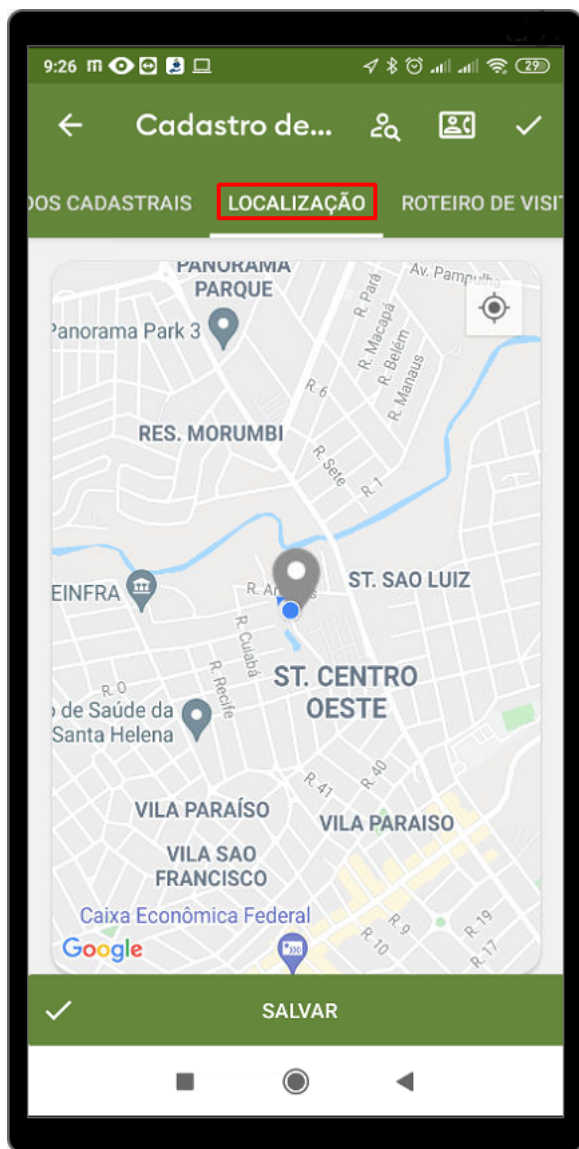 9:26
29
Cadastro de...
DOS CADASTRAIS
LOCALIZAÇÃO
ROTEIRO DE VISI
PANORAMA
PARQUE
Av. Pampulha
R. Pará
R. Macapá
R. Belém
R. Manaus
Panorama Park 3
R. 6
RES. MORUMBI
R. Sete
R. 1
EINFRA
ST. SAO LUIZ
R. Cuiabá
R. Recife
R. O
ST. CENTRO
OESTE
o de Saúde da
Santa Helena
R. 41
R. 40
VILA PARAÍSO
VILA PARAISO
VILA SAO
FRANCISCO
Caixa Econômica Federal
R. 9
R. 10
R. 19
R. 17
Google
SALVAR